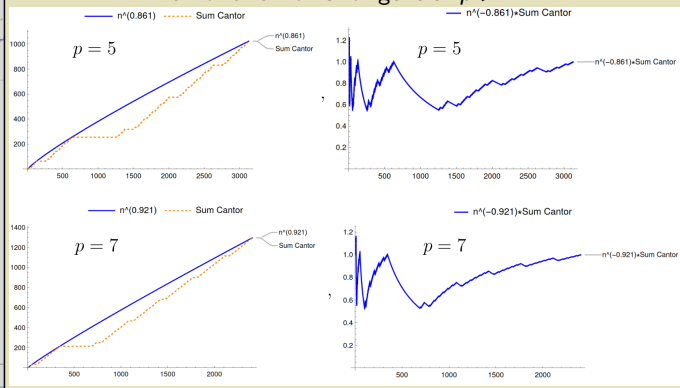 n^(0.861) Sum Cantor
p = 5
n^(0.861)
Sum Cantor
1000
800
600
400
200
500 1000 1500 2000 2500 3000
,
n^(-0.861)*Sum Cantor
p = 5
n^(-0.861)*Sum Cantor
1.2
1.0
0.8
0.6
0.4
0.2
500 1000 1500 2000 2500 3000
n^(0.921) Sum Cantor
p = 7
n^(0.921)
Sum Cantor
1400
1200
1000
800
600
400
200
500 1000 1500 2000
,
n^(-0.921)*Sum Cantor
p = 7
n^(-0.921)*Sum Cantor
1.2
1.0
0.8
0.6
0.4
0.2
500 1000 1500 2000